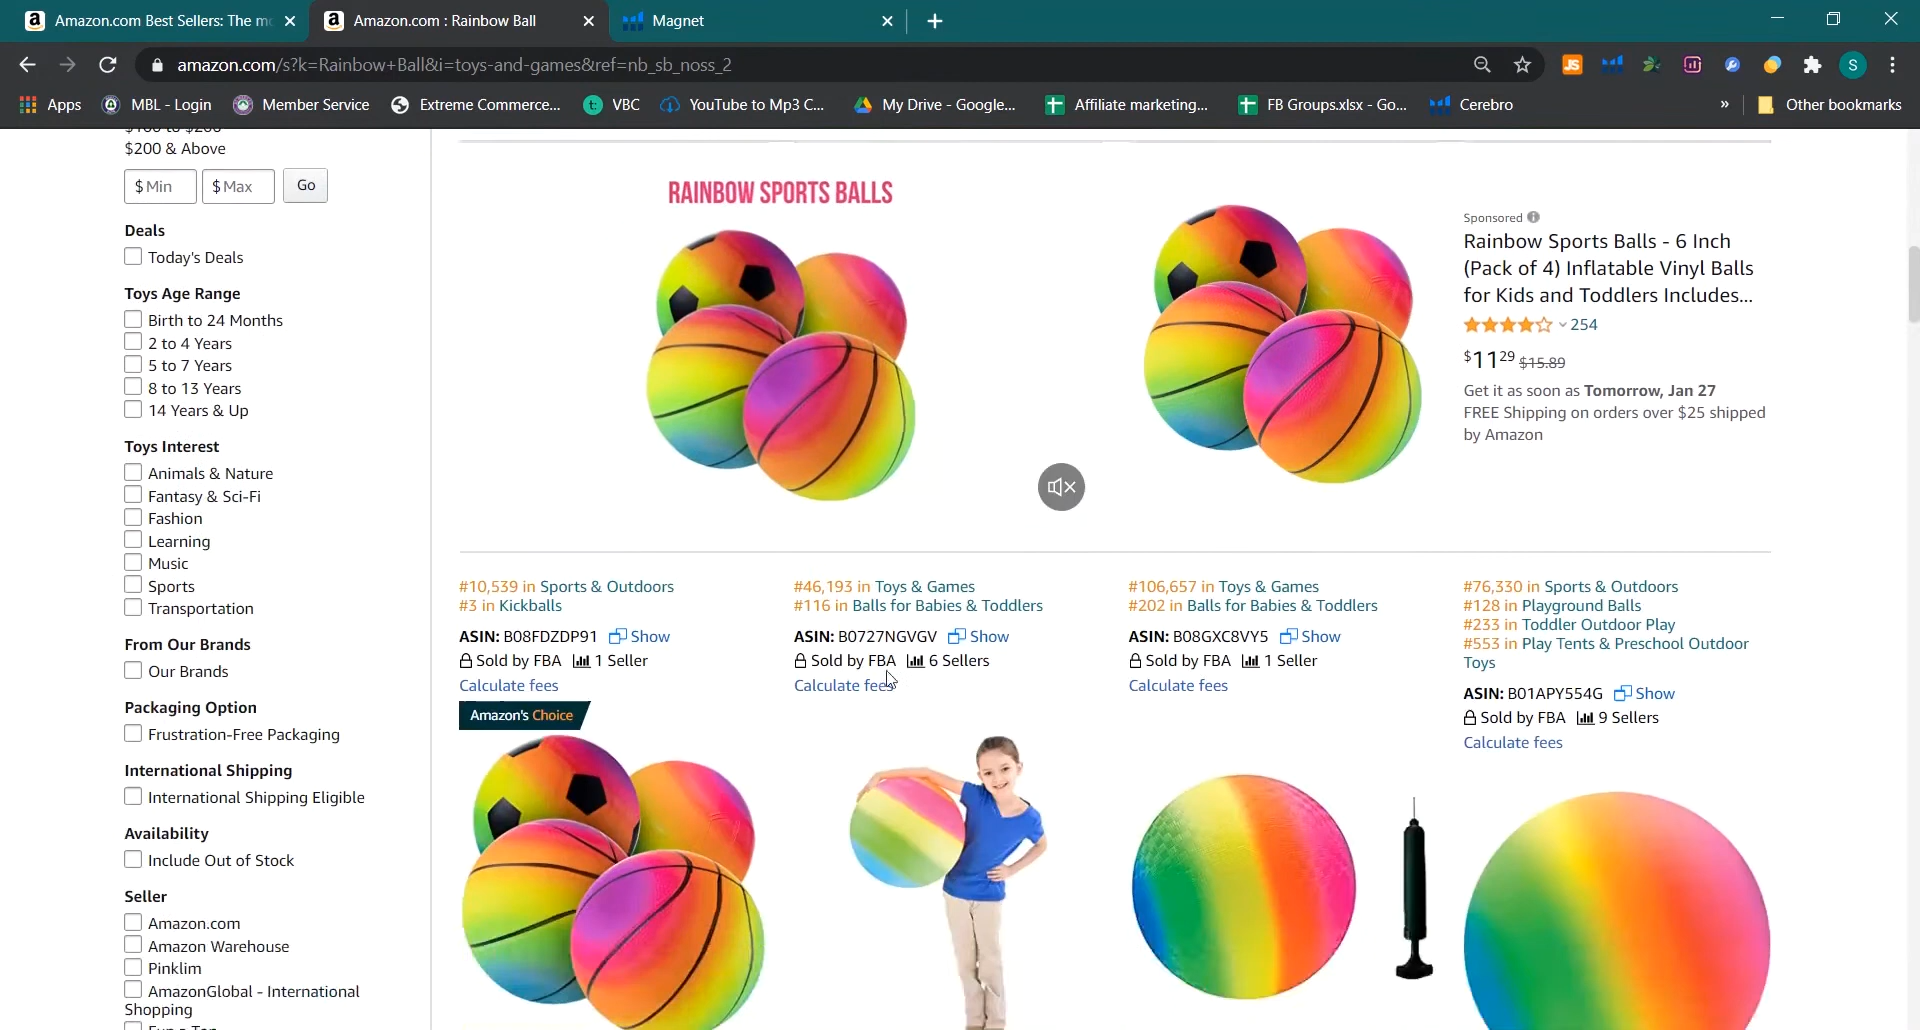 Amazon.com Best Sellers: The mo
Amazon.com : Rainbow Ball
Magnet
amazon.com/s?k=Rainbow+Ball&i=toys-and-games&ref=nb_sb_noss_2
JS
S
Apps
MBL - Login
Member Service
Extreme Commerce...
VBC
YouTube to Mp3 C...
My Drive - Google...
Affiliate marketing...
FB Groups.xlsx - Go...
Cerebro
»
Other bookmarks
$100 to $200
$200 & Above
$ Min
$ Max
Go
Deals
Today's Deals
Toys Age Range
Birth to 24 Months
2 to 4 Years
5 to 7 Years
8 to 13 Years
14 Years & Up
Toys Interest
Animals & Nature
Fantasy & Sci-Fi
Fashion
Learning
Music
Sports
Transportation
From Our Brands
Our Brands
Packaging Option
Frustration-Free Packaging
International Shipping
International Shipping Eligible
Availability
Include Out of Stock
Seller
Amazon.com
Amazon Warehouse
Pinklim
AmazonGlobal - International
Shopping
RAINBOW SPORTS BALLS
Sponsored
Rainbow Sports Balls - 6 Inch
(Pack of 4) Inflatable Vinyl Balls
for Kids and Toddlers Includes...
254
$11.29 $15.89
Get it as soon as Tomorrow, Jan 27
FREE Shipping on orders over $25 shipped
by Amazon
#10,539 in Sports & Outdoors
#3 in Kickballs
ASIN: B08FDZDP91 Show
Sold by FBA 1 Seller
Calculate fees
Amazon's Choice
#46,193 in Toys & Games
#116 in Balls for Babies & Toddlers
ASIN: B0727NGVGV Show
Sold by FBA 6 Sellers
Calculate fees
#106,657 in Toys & Games
#202 in Balls for Babies & Toddlers
ASIN: B08GXC8VY5 Show
Sold by FBA 1 Seller
Calculate fees
#76,330 in Sports & Outdoors
#128 in Playground Balls
#233 in Toddler Outdoor Play
#553 in Play Tents & Preschool Outdoor
Toys
ASIN: B01APY554G Show
Sold by FBA 9 Sellers
Calculate fees